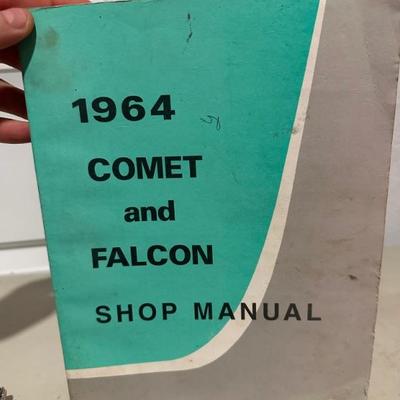 1964
COMET
and
FALCON
SHOP MANUAL